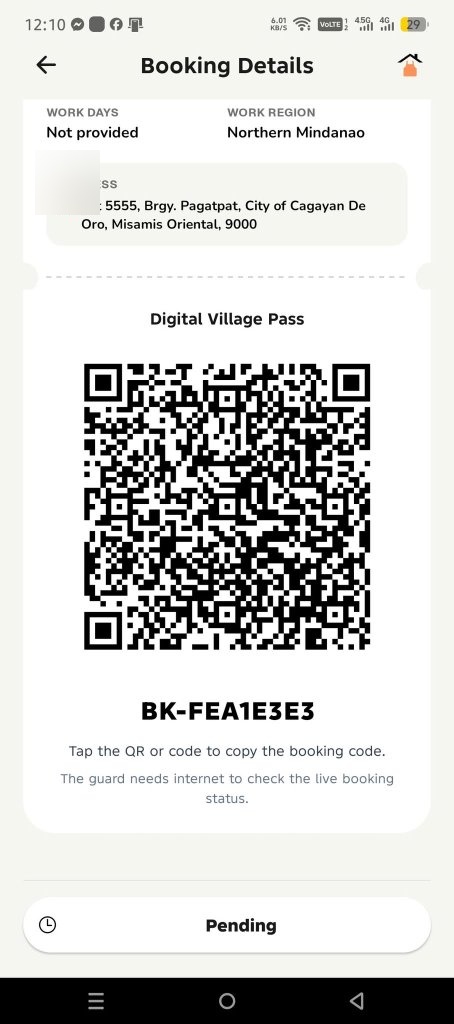 12:10
6.01
KB/S
VoLTE
1
2
4.5G
4G
29
Booking Details
WORK DAYS
WORK REGION
Not provided
Northern Mindanao
5555, Brgy. Pagatpat, City of Cagayan De
Oro, Misamis Oriental, 9000
Digital Village Pass
BK-FEA1E3E3
Tap the QR or code to copy the booking code.
The guard needs internet to check the live booking
status.
Pending